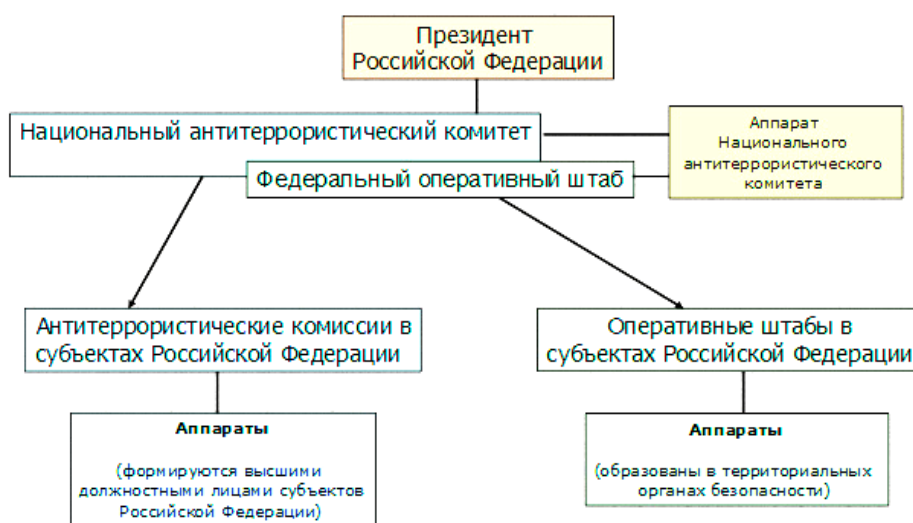 Президент
Российской Федерации
Национальный антитеррористический комитет
Аппарат
Национального
антитеррористического
комитета
Федеральный оперативный штаб
Антитеррористические комиссии в
субъектах Российской Федерации
Оперативные штабы в
субъектах Российской Федерации
Аппараты
(формируются высшими
должностными лицами субъектов
Российской Федерации)
Аппараты
(образованы в территориальных
органах безопасности)